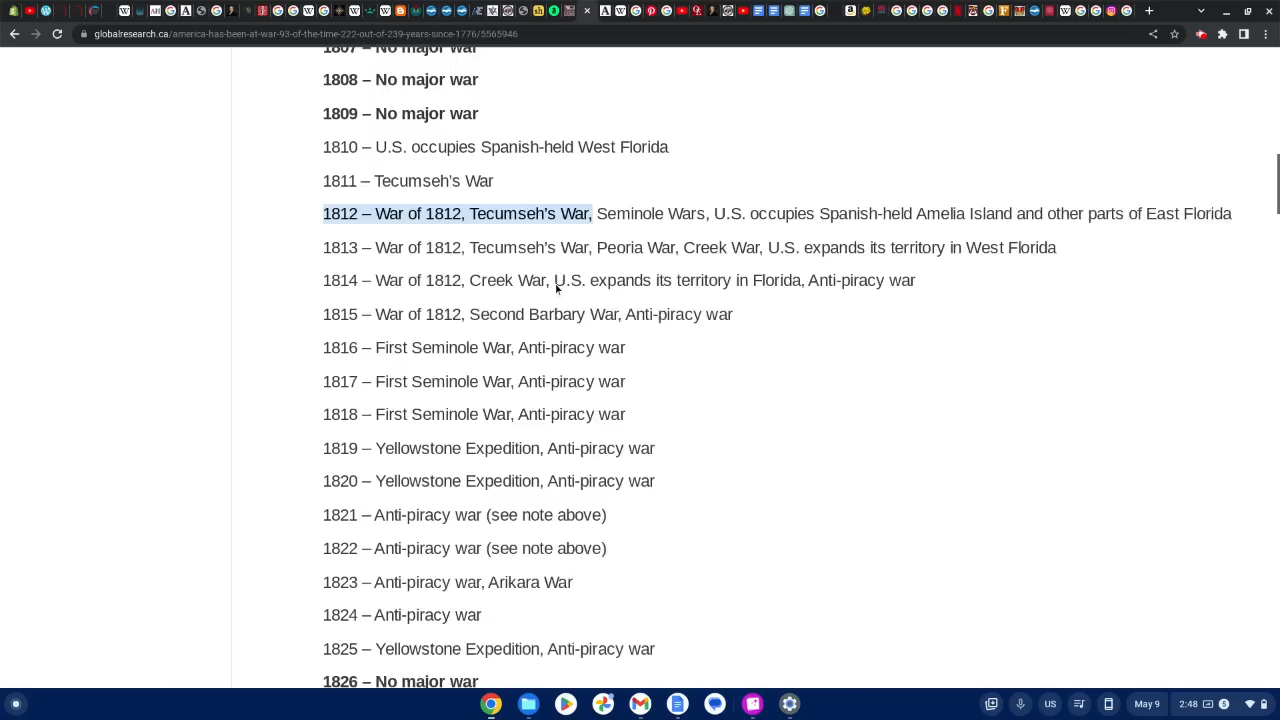 globalresearch.ca/america-has-been-at-war-93-of-the-time-222-out-of-239-years-since-1776/5565946
1807 – No major war
1808 – No major war
1809 – No major war
1810 – U.S. occupies Spanish-held West Florida
1811 – Tecumseh’s War
1812 – War of 1812, Tecumseh’s War, Seminole Wars, U.S. occupies Spanish-held Amelia Island and other parts of East Florida
1813 – War of 1812, Tecumseh’s War, Peoria War, Creek War, U.S. expands its territory in West Florida
1814 – War of 1812, Creek War, U.S. expands its territory in Florida, Anti-piracy war
1815 – War of 1812, Second Barbary War, Anti-piracy war
1816 – First Seminole War, Anti-piracy war
1817 – First Seminole War, Anti-piracy war
1818 – First Seminole War, Anti-piracy war
1819 – Yellowstone Expedition, Anti-piracy war
1820 – Yellowstone Expedition, Anti-piracy war
1821 – Anti-piracy war (see note above)
1822 – Anti-piracy war (see note above)
1823 – Anti-piracy war, Arikara War
1824 – Anti-piracy war
1825 – Yellowstone Expedition, Anti-piracy war
1826 – No major war
US May 9 2:48